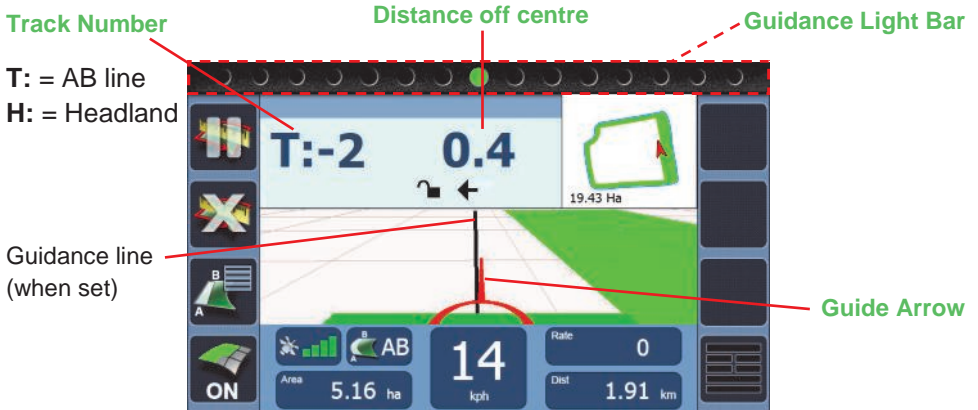 Track Number
Distance off centre
Guidance Light Bar
T: = AB line
H: = Headland
T:-2 0.4
19.43 Ha
Guidance line
(when set)
B
A
Guide Arrow
ON
B
A
AB
Area
5.16 ha
14
kph
Rate
0
Dist
1.91 km